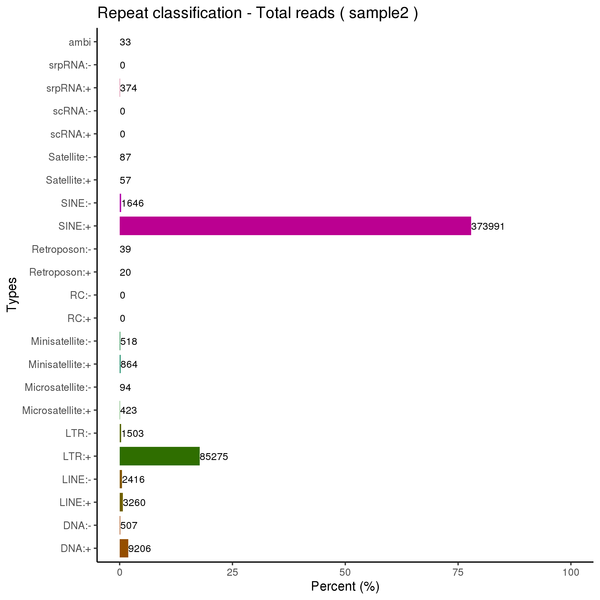 Repeat classification - Total reads ( sample2 )
Types
ambi 33
srpRNA:- 0
srpRNA:+ 374
scRNA:- 0
scRNA:+ 0
Satellite:- 87
Satellite:+ 57
SINE:- 1646
SINE:+ 373991
Retroposon:- 39
Retroposon:+ 20
RC:- 0
RC:+ 0
Minisatellite:- 518
Minisatellite:+ 864
Microsatellite:- 94
Microsatellite:+ 423
LTR:- 1503
LTR:+ 85275
LINE:- 2416
LINE:+ 3260
DNA:- 507
DNA:+ 9206
0 25 50 75 100
Percent (%)